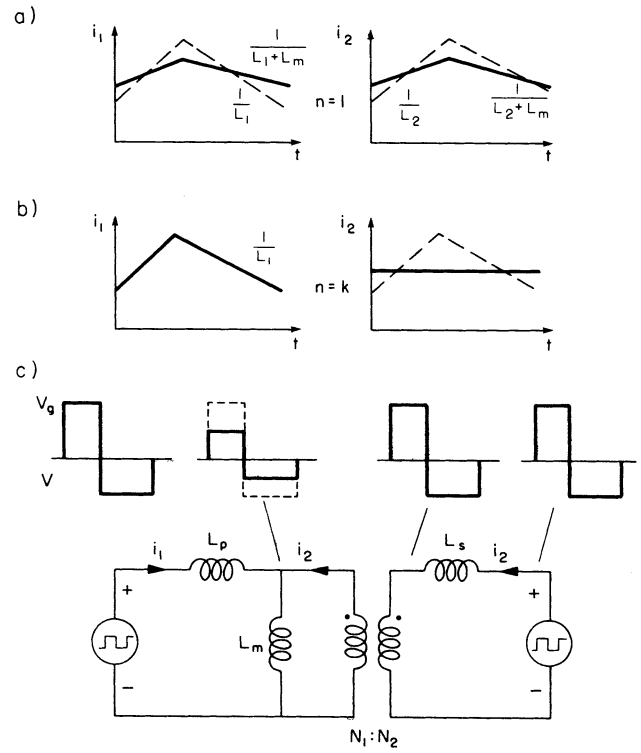 a)
i₁
1/(L₁+Lₘ)
1/L₁
t
n = 1
i₂
1/L₂
1/(L₂+Lₘ)
t
b)
i₁
1/L₁
t
n = k
i₂
t
c)
Vg
V
i₁
Lₚ
i₂
Lₛ
i₂
+
Lₘ
−
+
−
N₁ : N₂